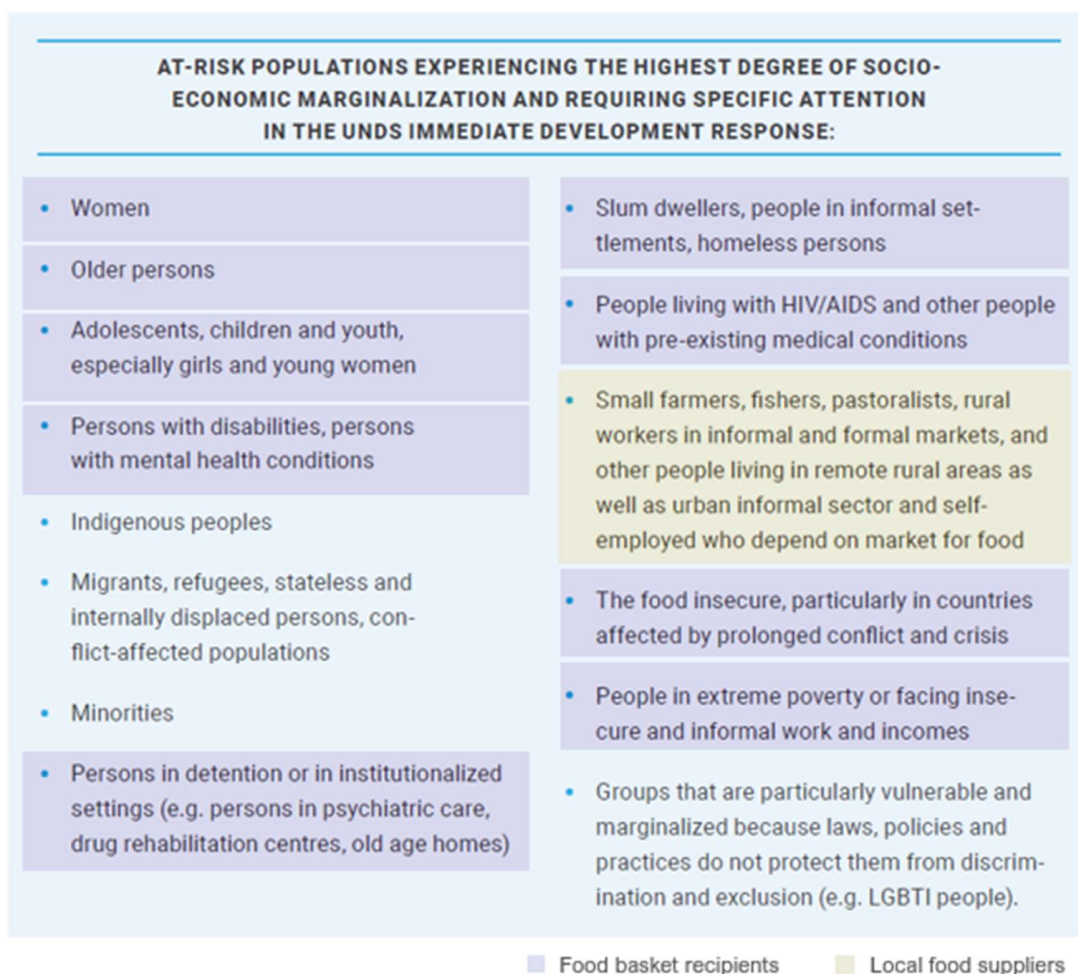 AT-RISK POPULATIONS EXPERIENCING THE HIGHEST DEGREE OF SOCIO-
ECONOMIC MARGINALIZATION AND REQUIRING SPECIFIC ATTENTION
IN THE UNDS IMMEDIATE DEVELOPMENT RESPONSE:
• Women
• Older persons
• Adolescents, children and youth,
especially girls and young women
• Persons with disabilities, persons
with mental health conditions
• Indigenous peoples
• Migrants, refugees, stateless and
internally displaced persons, con-
flict-affected populations
• Minorities
• Persons in detention or in institutionalized
settings (e.g. persons in psychiatric care,
drug rehabilitation centres, old age homes)
• Slum dwellers, people in informal set-
tlements, homeless persons
• People living with HIV/AIDS and other people
with pre-existing medical conditions
• Small farmers, fishers, pastoralists, rural
workers in informal and formal markets, and
other people living in remote rural areas as
well as urban informal sector and self-
employed who depend on market for food
• The food insecure, particularly in countries
affected by prolonged conflict and crisis
• People in extreme poverty or facing inse-
cure and informal work and incomes
• Groups that are particularly vulnerable and
marginalized because laws, policies and
practices do not protect them from discrim-
ination and exclusion (e.g. LGBTI people).
Food basket recipients
Local food suppliers